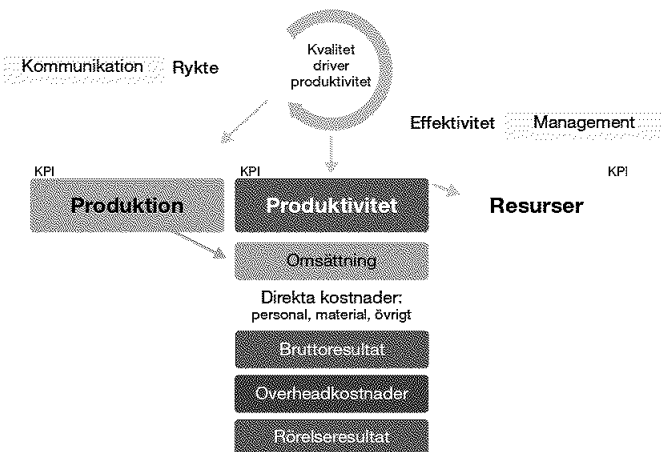 Kvalitet
driver
produktivitet
Kommunikation Rykte
Effektivitet Management
KPI KPI KPI
Produktion Produktivitet Resurser
Omsättning
Direkta kostnader:
personal, material, övrigt
Bruttoresultat
Overheadkostnader
Rörelseresultat